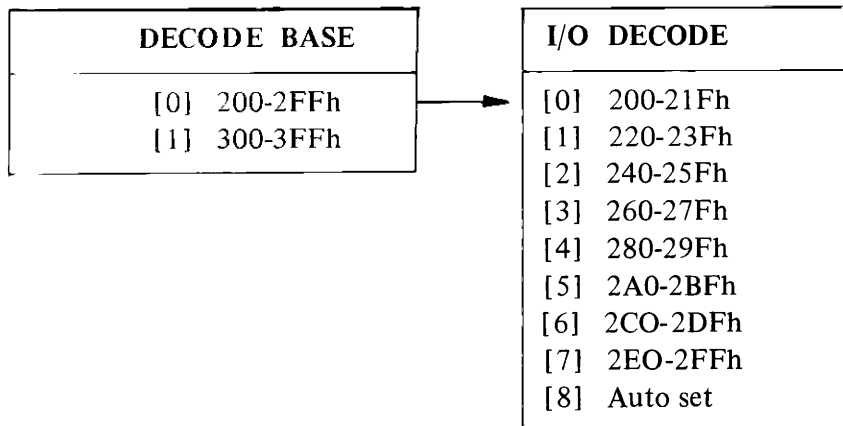 DECODE BASE
[0] 200-2FFh
[1] 300-3FFh
I/O DECODE
[0] 200-21Fh
[1] 220-23Fh
[2] 240-25Fh
[3] 260-27Fh
[4] 280-29Fh
[5] 2A0-2BFh
[6] 2CO-2DFh
[7] 2EO-2FFh
[8] Auto set